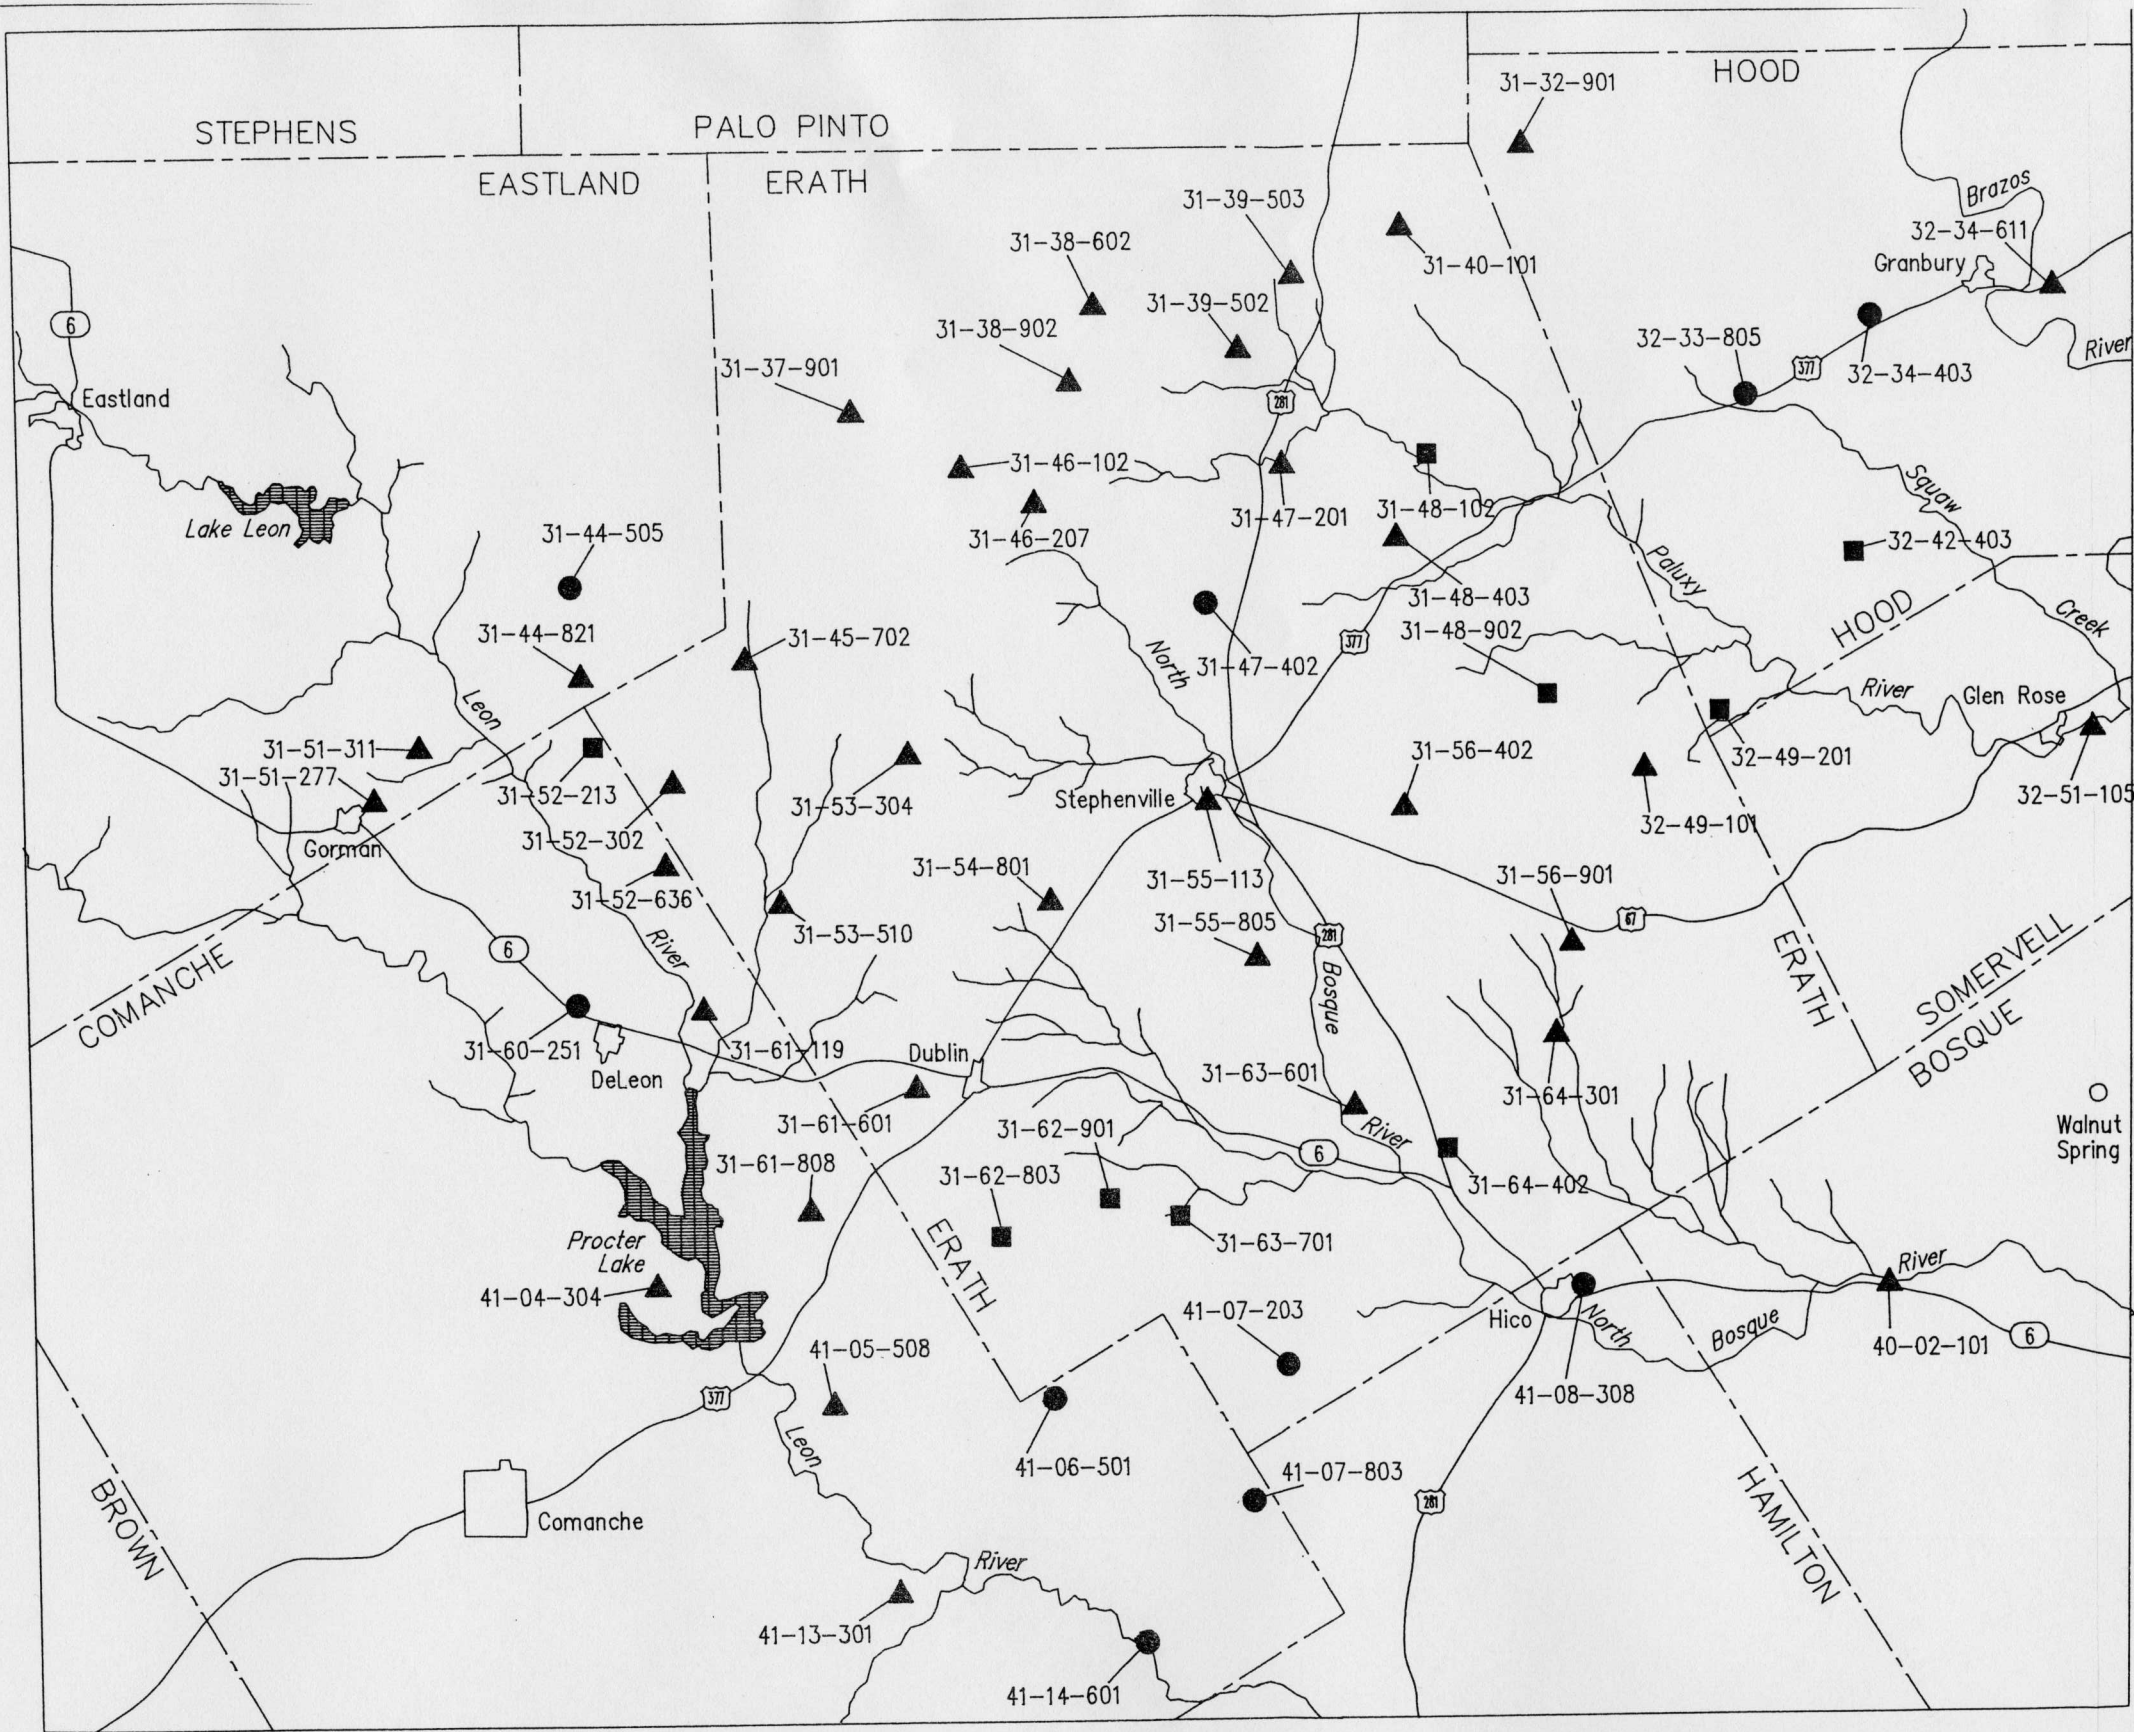 HOOD
31-32-901
STEPHENS
PALO PINTO
EASTLAND
ERATH
Brazos
31-39-503
32-34-611
31-38-602
31-40-101
Granbury
31-39-502
6
31-38-902
32-33-805
River
31-37-901
377
32-34-403
Eastland
281
31-46-102
Squaw
31-47-201
31-48-102
Lake Leon
31-44-505
31-46-207
32-42-403
Paluxy
31-48-403
HOOD
Creek
31-44-821
31-45-702
31-48-902
377
North
31-47-402
River
Glen Rose
Leon
31-51-311
31-56-402
32-49-201
31-51-277
31-52-213
31-53-304
Stephenville
32-51-105
31-52-302
32-49-101
Gorman
31-54-801
31-55-113
31-56-901
31-52-636
31-55-805
67
31-53-510
281
River
6
COMANCHE
Bosque
ERATH
SOMERVELL
BOSQUE
31-60-251
31-61-119
Dublin
DeLeon
31-63-601
31-64-301
31-61-601
31-62-901
River
Walnut
Spring
6
31-61-808
31-62-803
31-64-402
31-63-701
Procter
Lake
ERATH
River
41-04-304
41-07-203
Hico
North
Bosque
6
41-05-508
40-02-101
377
41-08-308
Leon
41-06-501
41-07-803
281
BROWN
Comanche
HAMILTON
River
41-13-301
41-14-601